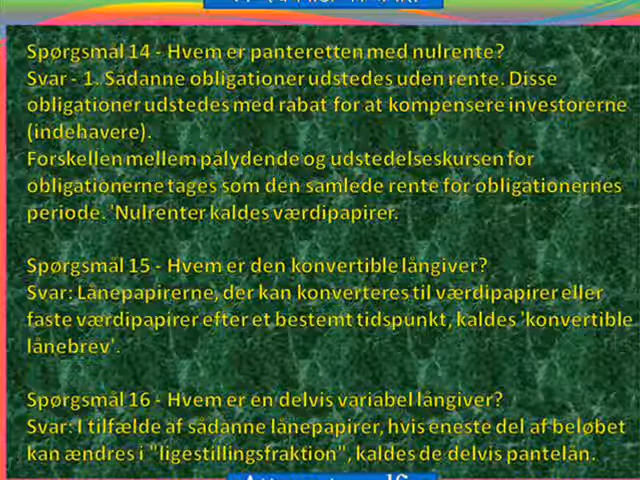 Spørgsmål 14 - Hvem er panteretten med nulrente?
Svar - 1. Sådanne obligationer udstedes uden rente. Disse
obligationer udstedes med rabat for at kompensere investorerne
(indehavere).
Forskellen mellem pålydende og udstedelseskursen for
obligationerne tages som den samlede rente for obligationernes
periode. 'Nulrenter kaldes værdipapirer.
Spørgsmål 15 - Hvem er den konvertible långiver?
Svar: Lånepapirerne, der kan konverteres til værdipapirer eller
faste værdipapirer efter et bestemt tidspunkt, kaldes 'konvertible
lånebrev'.
Spørgsmål 16 - Hvem er en delvis variabel långiver?
Svar: I tilfælde af sådanne lånepapirer, hvis eneste del af beløbet
kan ændres i "ligestillingsfraktion", kaldes de delvis pantelån.